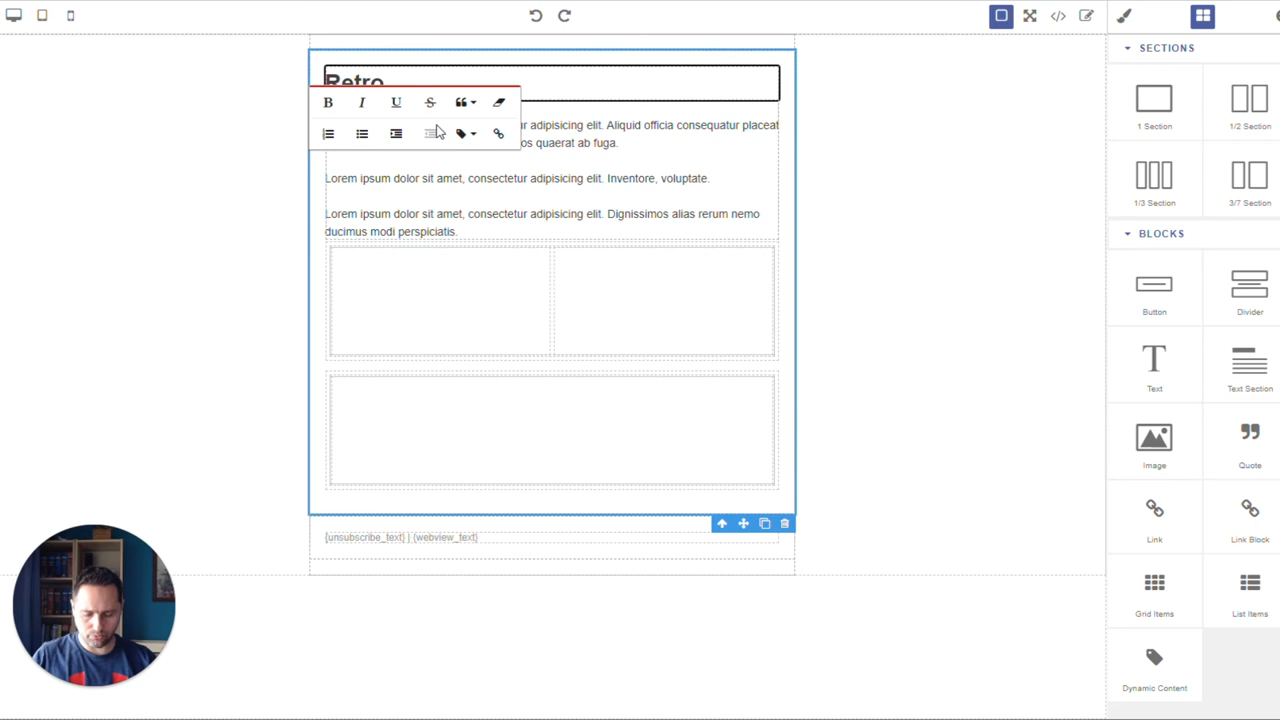 SECTIONS
Retro
B I U S
1 Section
1/2 Section
ur adipisicing elit. Aliquid officia consequatur placeat
os quaerat ab fuga.
Lorem ipsum dolor sit amet, consectetur adipisicing elit. Inventore, voluptate.
1/3 Section
3/7 Section
Lorem ipsum dolor sit amet, consectetur adipisicing elit. Dignissimos alias rerum nemo
ducimus modi perspiciatis.
BLOCKS
Button
Divider
Text
Text Section
Image
Quote
{unsubscribe_text} | {webview_text}
Link
Link Block
Grid Items
List Items
Dynamic Content